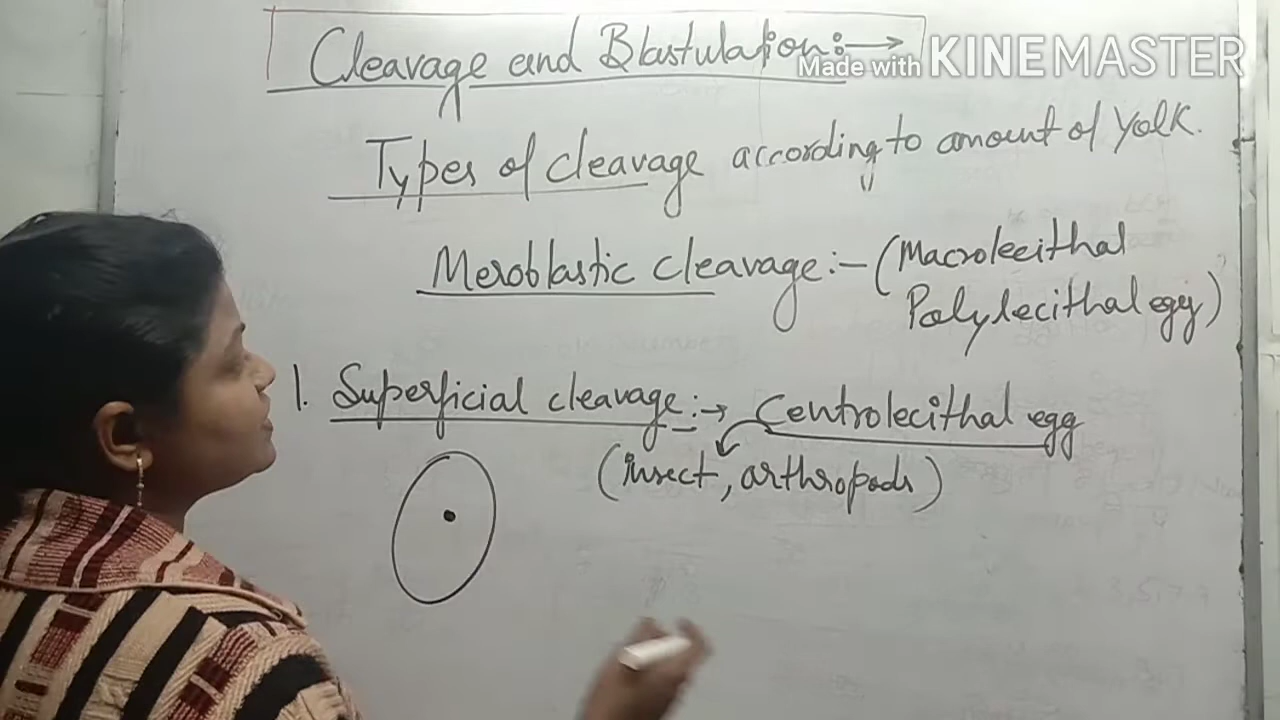 Cleavage and Blastulation:→
Made with KINEMASTER
Types of cleavage according to amount of Yolk.
Meroblastic cleavage:- (Macrolecithal
Polylecithal egg)
1. Superficial cleavage:→ Centrolecithal egg
(insect, arthropods)